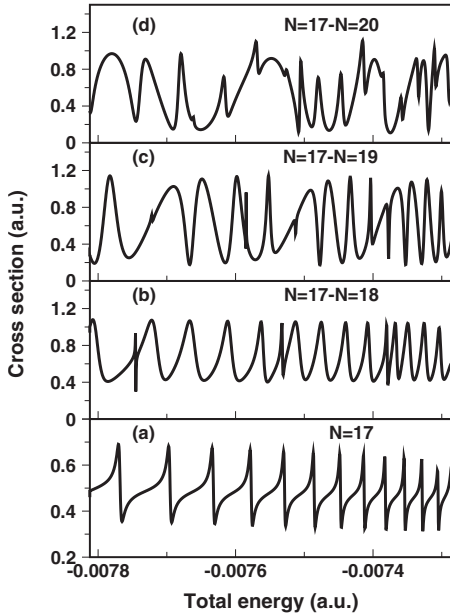 (d) N=17-N=20
1.2
0.8
0.4
0
(c) N=17-N=19
1.2
0.8
0.4
0
(b) N=17-N=18
1.2
0.8
0.4
0
(a) N=17
0.6
0.4
0.2
-0.0078 -0.0076 -0.0074
Total energy (a.u.)
Cross section (a.u.)